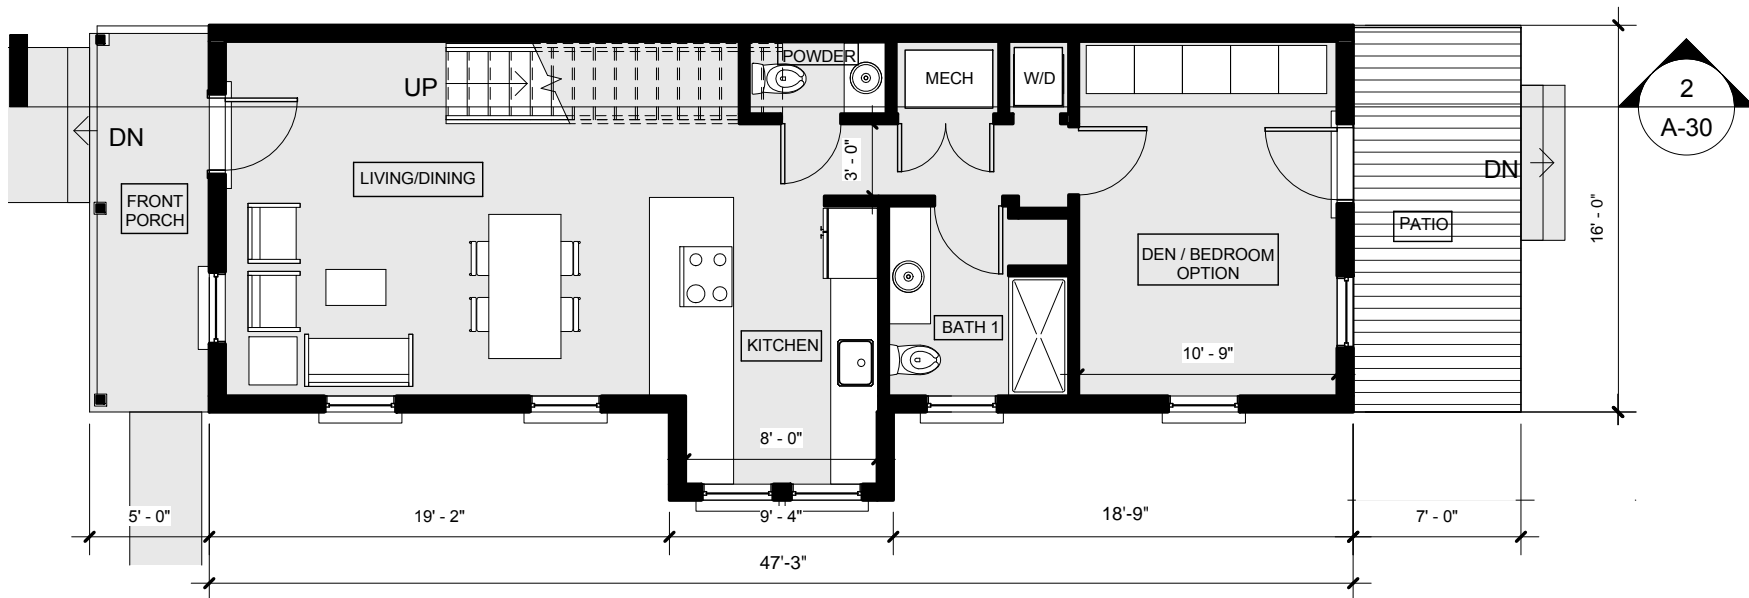 POWDER
UP
MECH
W/D
2
A-30
DN
LIVING/DINING
3' - 0"
DN
FRONT
PORCH
16' - 0"
PATIO
DEN / BEDROOM
OPTION
KITCHEN
BATH 1
10' - 9"
8' - 0"
5' - 0"
19' - 2"
9' - 4"
18'-9"
7' - 0"
47'-3"